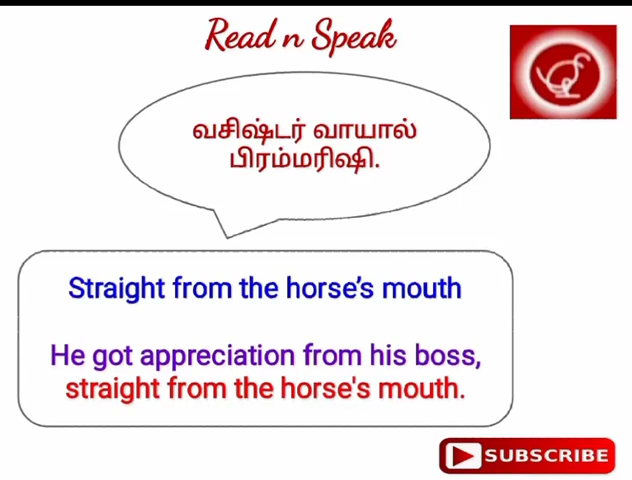 Read n Speak
வசிஷ்டர் வாயால்
பிரம்மரிஷி.
Straight from the horse's mouth
He got appreciation from his boss,
straight from the horse's mouth.
SUBSCRIBE